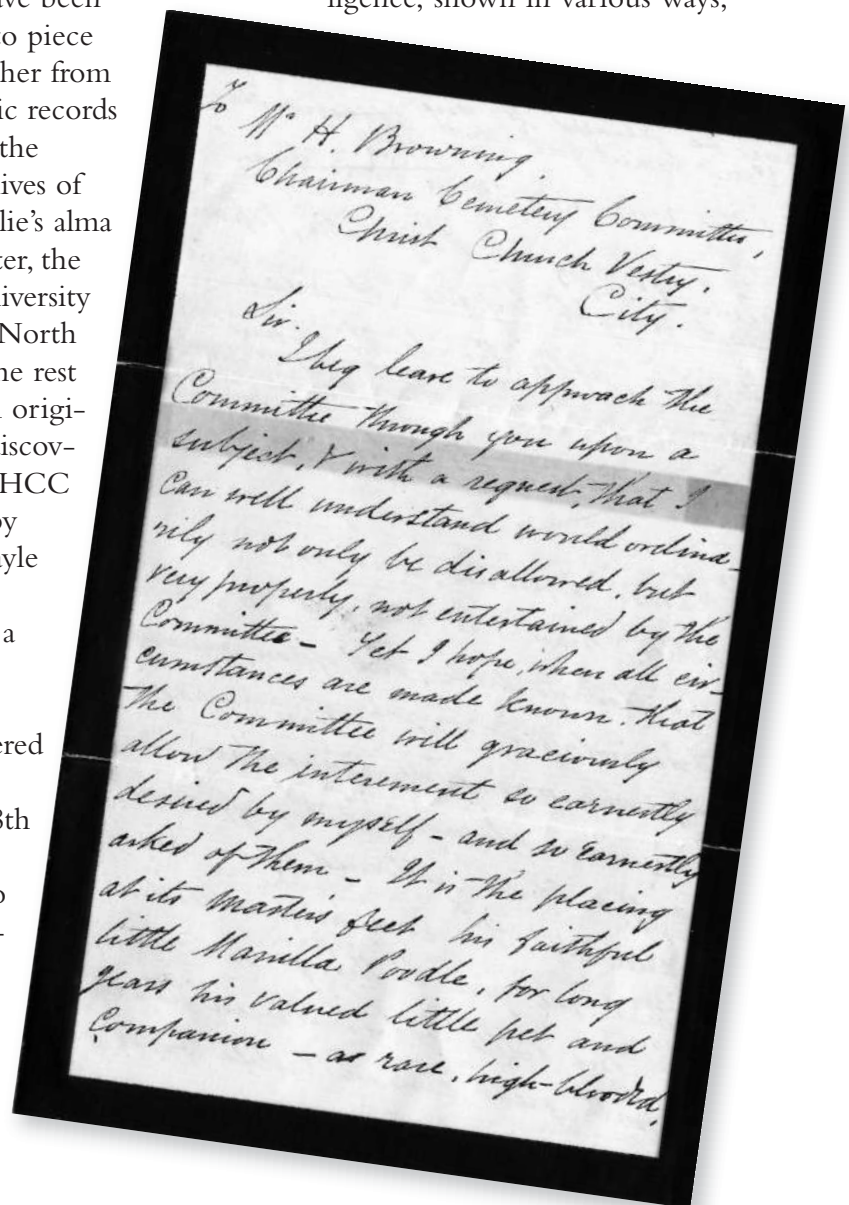 ave been
to piece
ther from
ic records
the
ives of
lie’s alma
ter, the
iversity
North
ne rest
origi-
iscov-
HCC
by
yle
a
ered
8th
o
-
ligence, shown in various ways,
To Mr H. Browning
Chairman Cemetery Committee,
Christ Church Vestry.
City.
Sir.
I beg leave to approach the
Committee through you upon a
subject, & with a request, that I
can well understand would ordina-
rily not only be disallowed, but
very properly, not entertained by the
Committee - Yet I hope, when all cir-
cumstances are made known, that
the Committee will graciously
allow the interement so earnestly
desired by myself - and so earnestly
asked of them - It is the placing
at its master's feet his faithful
little Manilla Poodle, for long
years his valued little pet and
companion - as rare, high-blooded,